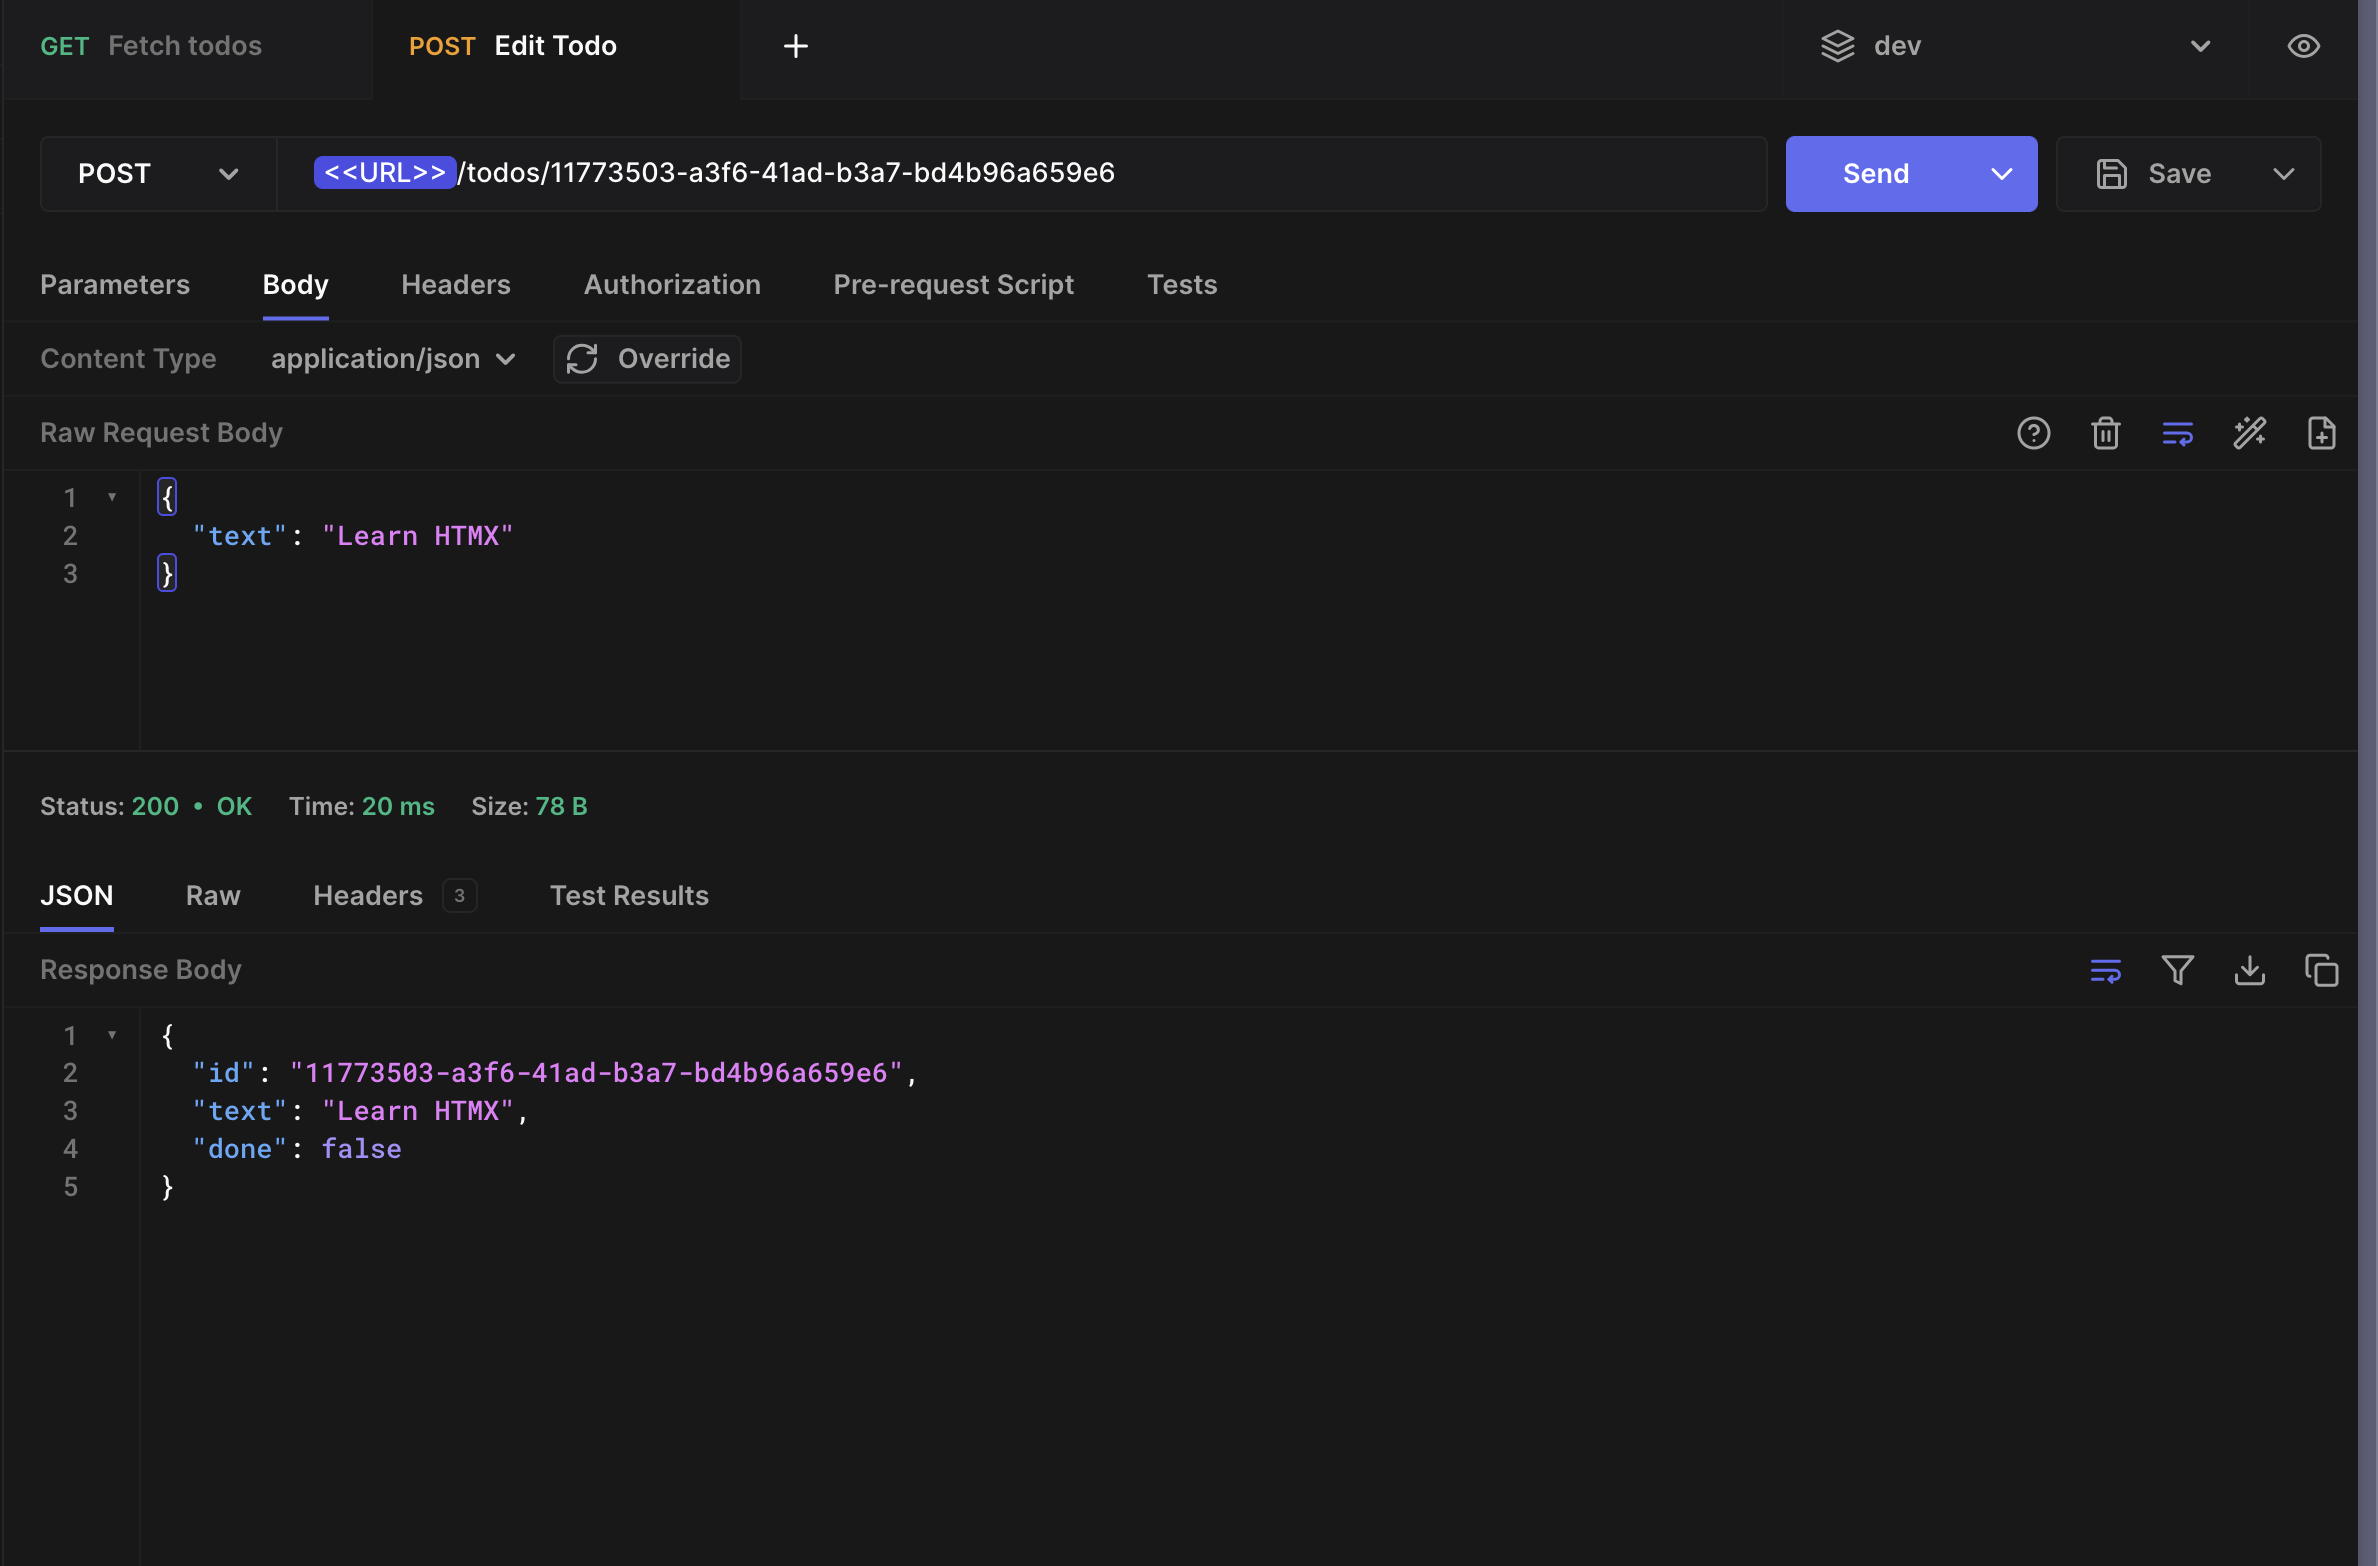 GET Fetch todos POST Edit Todo dev
POST <<URL>>/todos/11773503-a3f6-41ad-b3a7-bd4b96a659e6 Send Save
Parameters Body Headers Authorization Pre-request Script Tests
Content Type application/json Override
Raw Request Body
1 {
2 "text": "Learn HTMX"
3 }
Status: 200 • OK Time: 20 ms Size: 78 B
JSON Raw Headers 3 Test Results
Response Body
1 {
2 "id": "11773503-a3f6-41ad-b3a7-bd4b96a659e6",
3 "text": "Learn HTMX",
4 "done": false
5 }